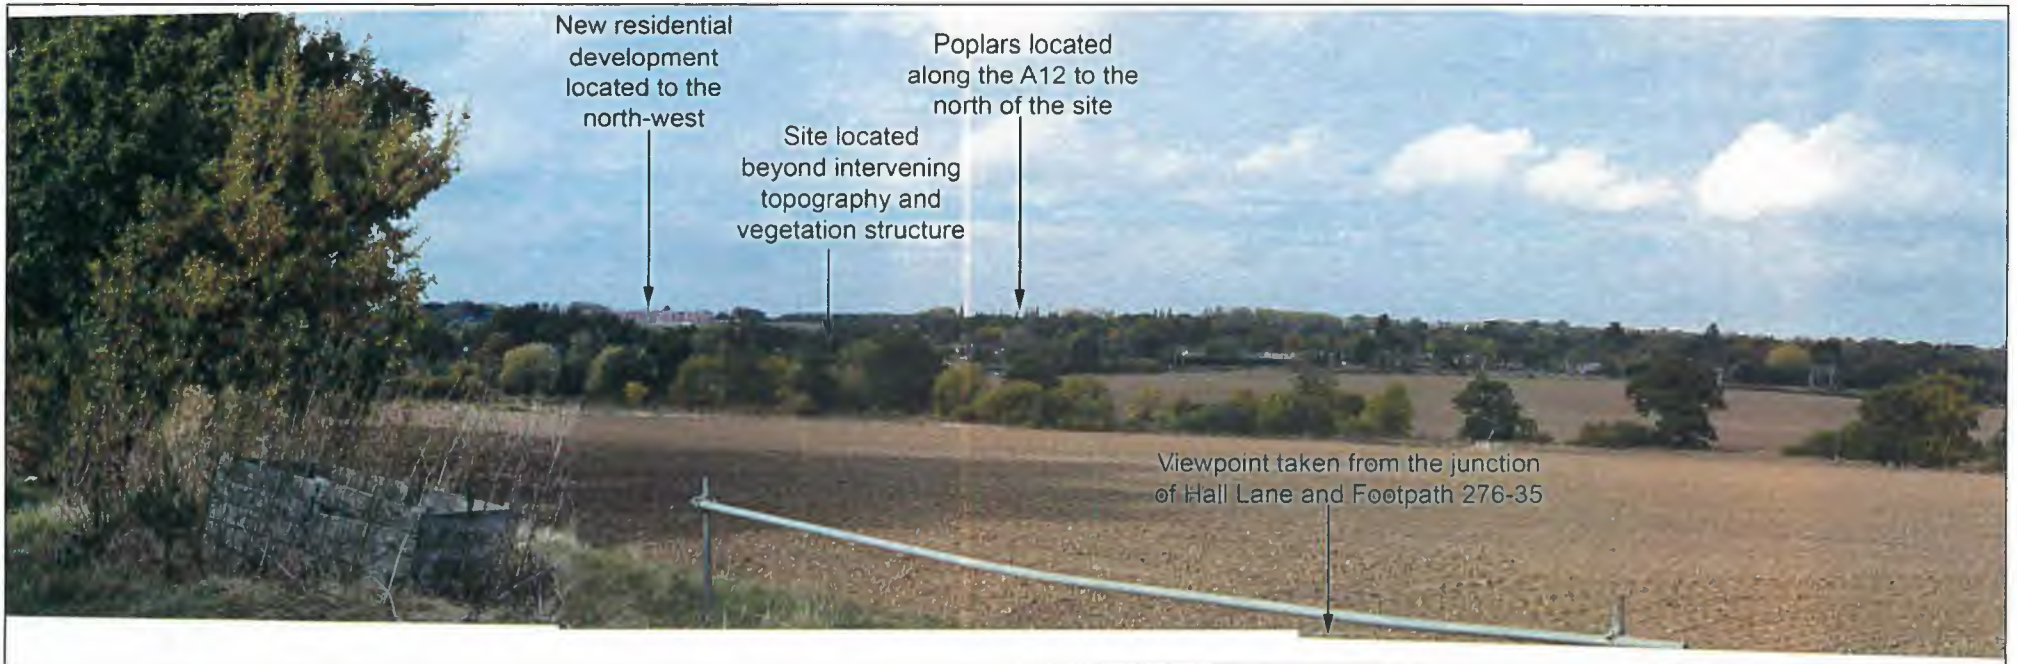 New residential
development
located to the
north-west
Site located
beyond intervening
topography and
vegetation structure
Poplars located
along the A12 to the
north of the site
Viewpoint taken from the junction
of Hall Lane and Footpath 276-35